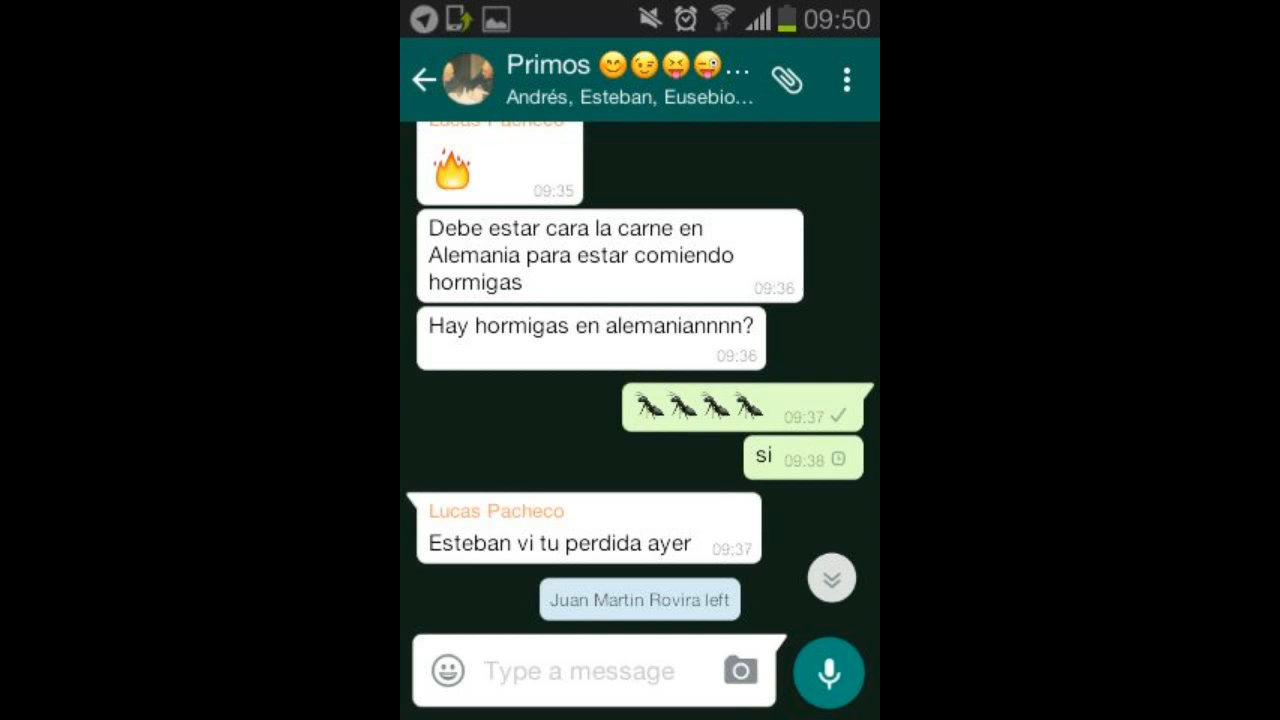 09:50
Primos 😊😉😝😜...
Andrés, Esteban, Eusebio...
Lucas Pacheco
🔥
09:35
Debe estar cara la carne en
Alemania para estar comiendo
hormigas
09:36
Hay hormigas en alemaniannnn?
09:36
🐜🐜🐜🐜 09:37
si 09:38
Lucas Pacheco
Esteban vi tu perdida ayer 09:37
Juan Martin Rovira left
Type a message